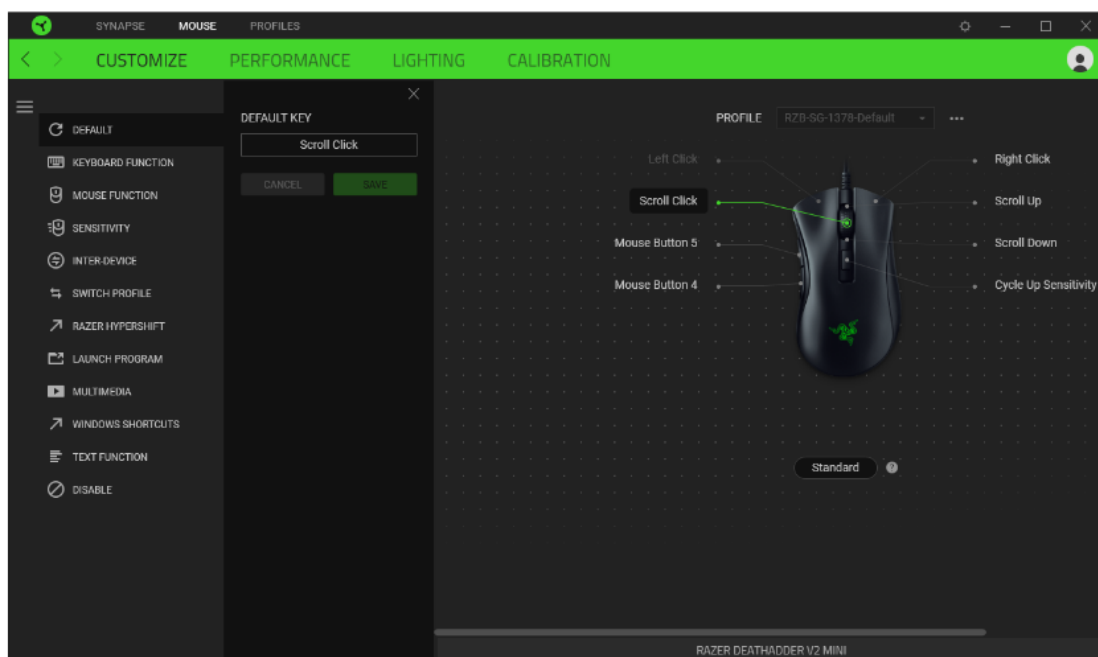 SYNAPSE MOUSE PROFILES
CUSTOMIZE PERFORMANCE LIGHTING CALIBRATION
DEFAULT
KEYBOARD FUNCTION
MOUSE FUNCTION
SENSITIVITY
INTER-DEVICE
SWITCH PROFILE
RAZER HYPERSHIFT
LAUNCH PROGRAM
MULTIMEDIA
WINDOWS SHORTCUTS
TEXT FUNCTION
DISABLE
DEFAULT KEY
Scroll Click
CANCEL SAVE
PROFILE RZB-SG-1378-Default
Left Click
Scroll Click
Mouse Button 5
Mouse Button 4
Right Click
Scroll Up
Scroll Down
Cycle Up Sensitivity
Standard ?
RAZER DEATHADDER V2 MINI